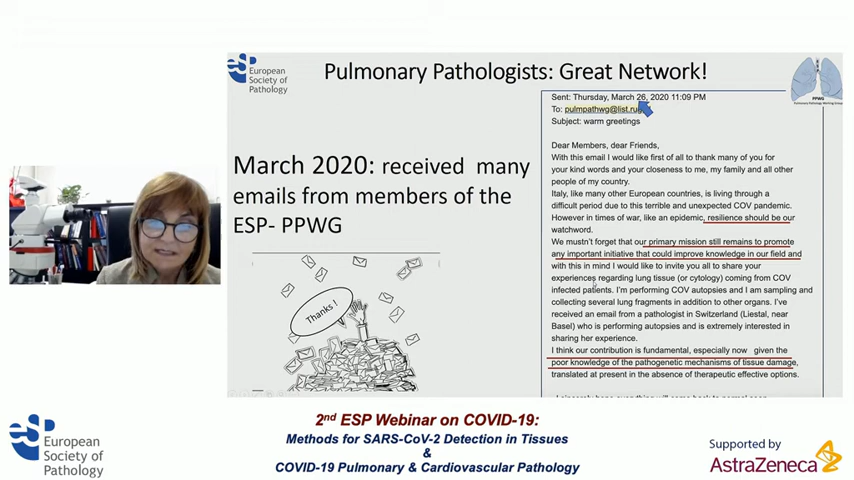 European
Society of
Pathology
Pulmonary Pathologists: Great Network!
PPWG
Pulmonary Pathology Working Group
March 2020: received many
emails from members of the
ESP- PPWG
Thanks !
Sent: Thursday, March 26, 2020 11:09 PM
To: pulmpathwg@list.rug
Subject: warm greetings
Dear Members, dear Friends,
With this email I would like first of all to thank many of you for
your kind words and your closeness to me, my family and all other
people of my country.
Italy, like many other European countries, is living through a
difficult period due to this terrible and unexpected COV pandemic.
However in times of war, like an epidemic, resilience should be our
watchword.
We mustn't forget that our primary mission still remains to promote
any important initiative that could improve knowledge in our field and
with this in mind I would like to invite you all to share your
experiences regarding lung tissue (or cytology) coming from COV
infected patients. I'm performing COV autopsies and I am sampling and
collecting several lung fragments in addition to other organs. I've
received an email from a pathologist in Switzerland (Liestal, near
Basel) who is performing autopsies and is extremely interested in
sharing her experience.
I think our contribution is fundamental, especially now given the
poor knowledge of the pathogenetic mechanisms of tissue damage,
translated at present in the absence of therapeutic effective options.
European
Society of
Pathology
2nd ESP Webinar on COVID-19:
Methods for SARS-CoV-2 Detection in Tissues
&
COVID-19 Pulmonary & Cardiovascular Pathology
Supported by
AstraZeneca